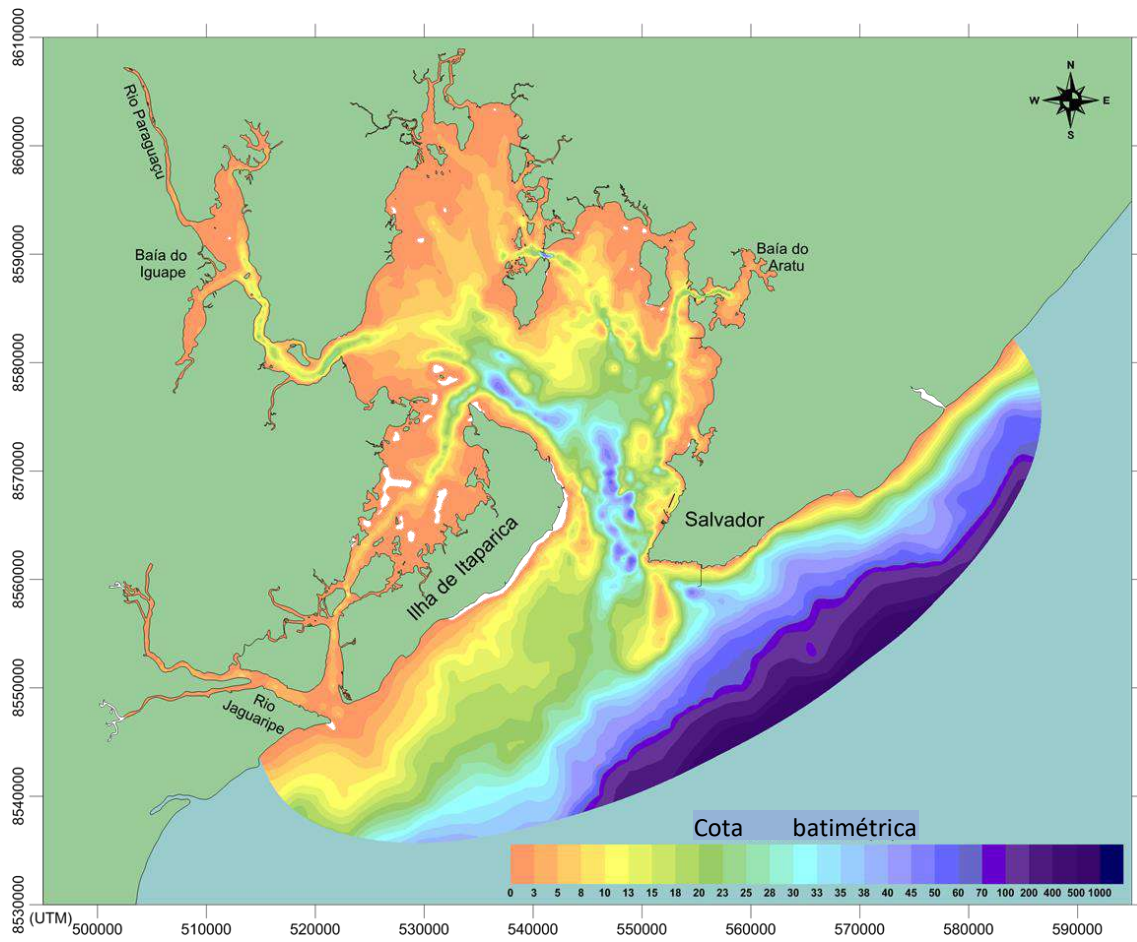 8610000
8600000
8590000
8580000
8570000
8560000
8550000
8540000
8530000
N
W E
S
Rio Paraguaçu
Baía do
Iguape
Baía do
Aratu
Salvador
Ilha de Itaparica
Rio
Jaguaripe
Cota batimétrica
0 3 5 8 10 13 15 18 20 23 25 28 30 33 35 38 40 45 50 60 70 100 200 400 500 1000
(UTM) 500000 510000 520000 530000 540000 550000 560000 570000 580000 590000